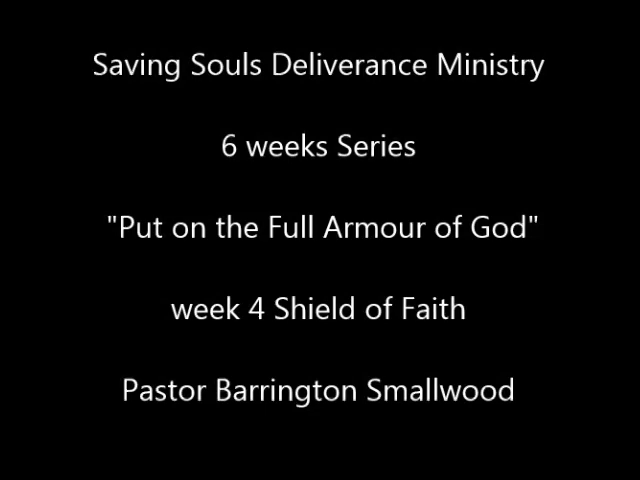 Saving Souls Deliverance Ministry
6 weeks Series
"Put on the Full Armour of God"
week 4 Shield of Faith
Pastor Barrington Smallwood